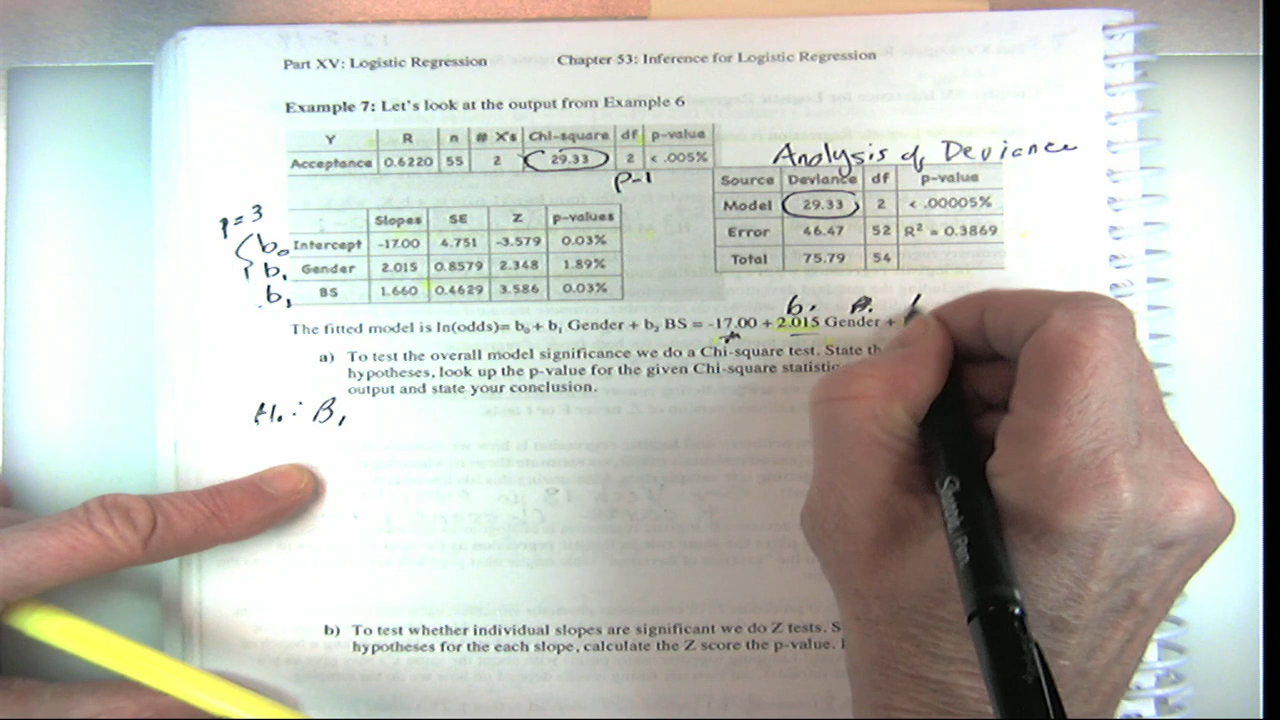 Part XV: Logistic Regression Chapter 53: Inference for Logistic Regression
Example 7: Let's look at the output from Example 6
Y R n # X's Chi-square df p-value
Acceptance 0.6220 55 2 29.33 2 < .005%
p-1
Analysis of Deviance
Source Deviance df p-value
Model 29.33 2 < .00005%
Error 46.47 52 R² = 0.3869
Total 75.79 54
p=3
Slopes SE Z p-values
b₀ Intercept -17.00 4.751 -3.579 0.03%
b₁ Gender 2.015 0.8579 2.348 1.89%
b₂ BS 1.660 0.4629 3.586 0.03%
b₁
The fitted model is ln(odds)= b₀ + b₁ Gender + b₂ BS = -17.00 + 2.015 Gender +
a) To test the overall model significance we do a Chi-square test. State th
hypotheses, look up the p-value for the given Chi-square statistic
output and state your conclusion.
H₀: B₁
b) To test whether individual slopes are significant we do Z tests. S
hypotheses for the each slope, calculate the Z score the p-value.
Sketch Pen